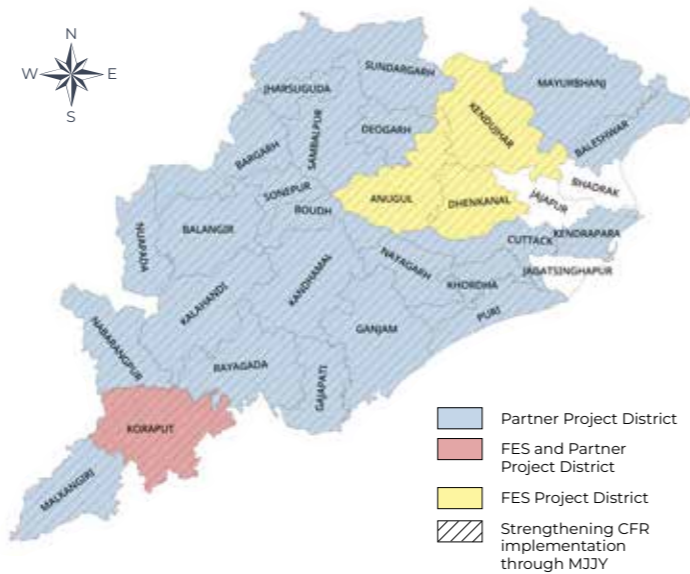 N
W E
S
SUNDARGARH
JHARSUGUDA
MAYURBHANJ
KENDUJHAR
DEOGARH
SAMBALPUR
BALESHWAR
BARGARH
BHADRAK
SONEPUR
ANUGUL
DHENKANAL
JAJAPUR
BOUDH
NUAPADA
BALANGIR
CUTTACK
KENDRAPARA
NAYAGARH
KANDHAMAL
KHORDHA
JAGATSINGHAPUR
KALAHANDI
PURI
NABARANGPUR
GANJAM
RAYAGADA
GAJAPATI
KORAPUT
MALKANGIRI
Partner Project District
FES and Partner
Project District
FES Project District
Strengthening CFR
implementation
through MJJY